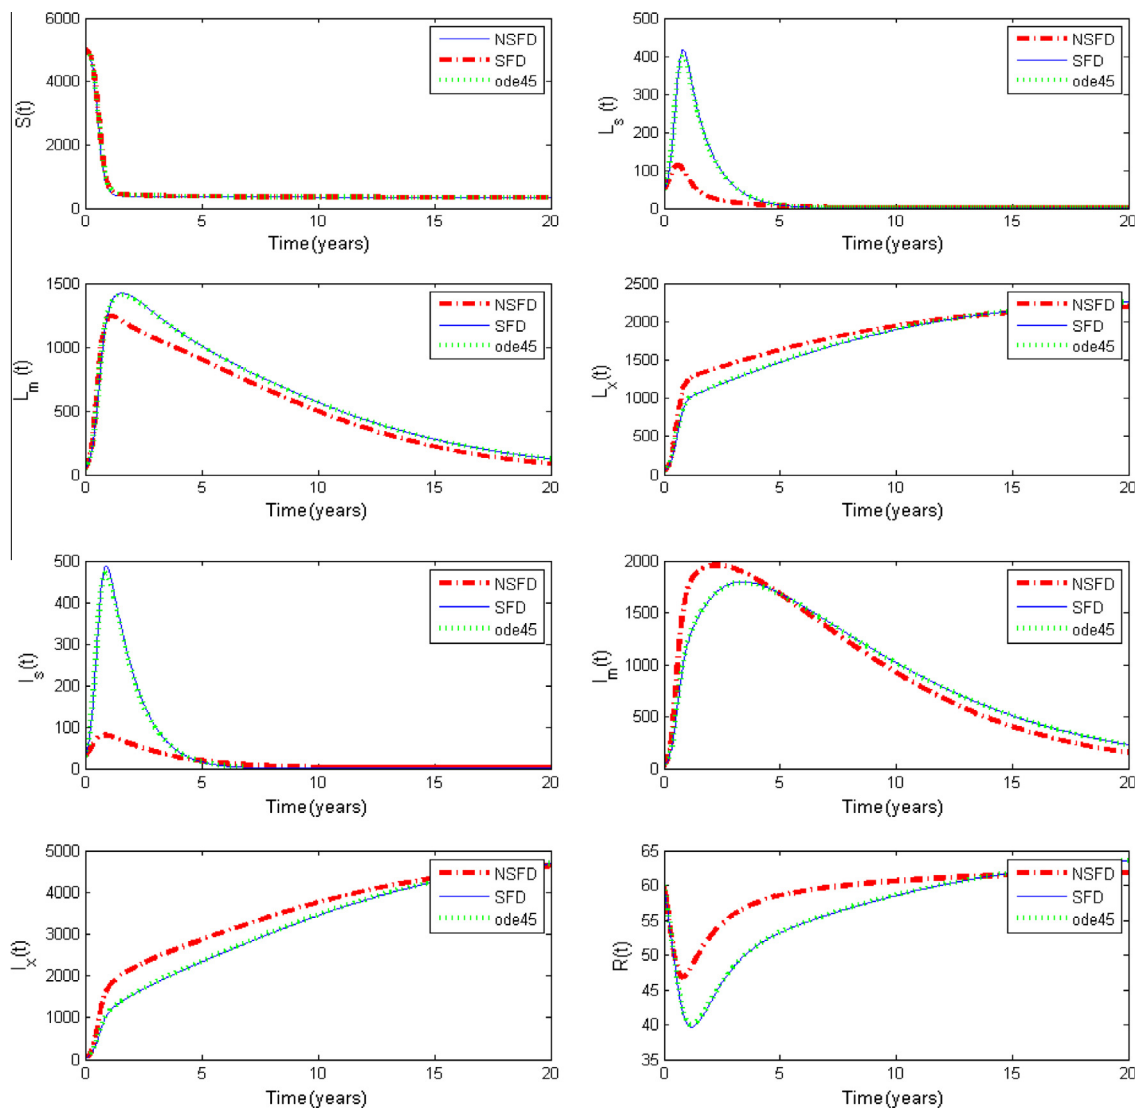 6000
4000
2000
0
S(t)
0 5 10 15 20
Time(years)
NSFD
SFD
ode45
500
400
300
200
100
0
L_s (t)
0 5 10 15 20
Time(years)
NSFD
SFD
ode45
1500
1000
500
0
L_m (t)
0 5 10 15 20
Time(years)
NSFD
SFD
ode45
2500
2000
1500
1000
500
0
L_x(t)
0 5 10 15 20
Time(years)
NSFD
SFD
ode45
500
400
300
200
100
0
I_s(t)
0 5 10 15 20
Time(years)
NSFD
SFD
ode45
2000
1500
1000
500
0
I_m(t)
0 5 10 15 20
Time(years)
NSFD
SFD
ode45
5000
4000
3000
2000
1000
0
I_x(t)
0 5 10 15 20
Time(years)
NSFD
SFD
ode45
65
60
55
50
45
40
35
R(t)
0 5 10 15 20
Time(years)
NSFD
SFD
ode45